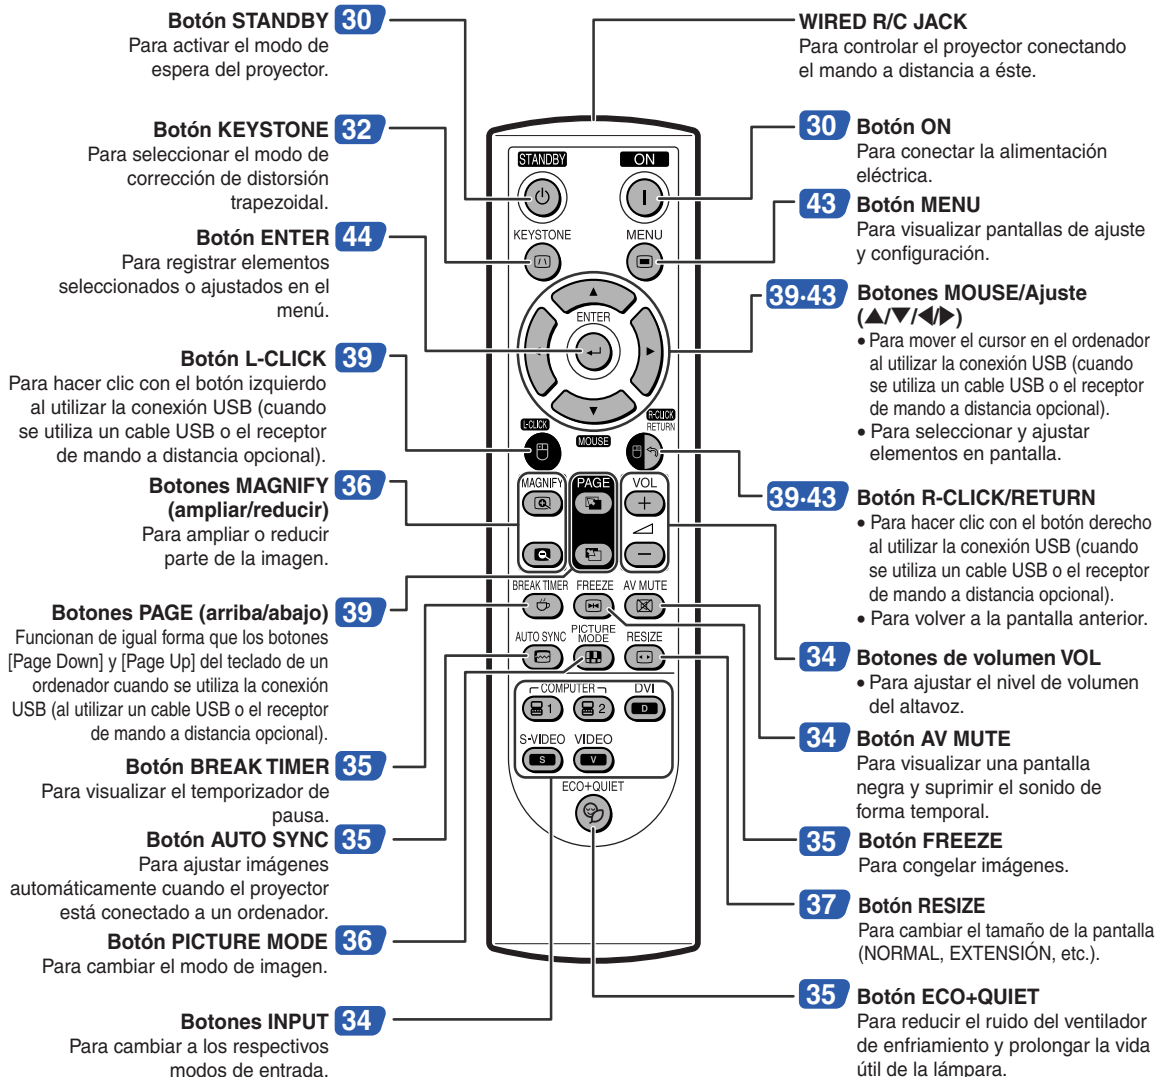 Botón STANDBY 30
Para activar el modo de
espera del proyector.
Botón KEYSTONE 32
Para seleccionar el modo de
corrección de distorsión
trapezoidal.
Botón ENTER 44
Para registrar elementos
seleccionados o ajustados en el
menú.
Botón L-CLICK 39
Para hacer clic con el botón izquierdo
al utilizar la conexión USB (cuando
se utiliza un cable USB o el receptor
de mando a distancia opcional).
Botones MAGNIFY 36
(ampliar/reducir)
Para ampliar o reducir
parte de la imagen.
Botones PAGE (arriba/abajo) 39
Funcionan de igual forma que los botones
[Page Down] y [Page Up] del teclado de un
ordenador cuando se utiliza la conexión
USB (al utilizar un cable USB o el receptor
de mando a distancia opcional).
Botón BREAK TIMER 35
Para visualizar el temporizador de
pausa.
Botón AUTO SYNC 35
Para ajustar imágenes
automáticamente cuando el proyector
está conectado a un ordenador.
Botón PICTURE MODE 36
Para cambiar el modo de imagen.
Botones INPUT 34
Para cambiar a los respectivos
modos de entrada.
STANDBY ON
KEYSTONE MENU
ENTER
L-CLICK MOUSE R-CLICK
RETURN
MAGNIFY PAGE VOL
BREAK TIMER FREEZE AV MUTE
AUTO SYNC PICTURE
MODE RESIZE
COMPUTER DVI
1 2 D
S-VIDEO VIDEO
S V
ECO+QUIET
WIRED R/C JACK
Para controlar el proyector conectando
el mando a distancia a éste.
30 Botón ON
Para conectar la alimentación
eléctrica.
43 Botón MENU
Para visualizar pantallas de ajuste
y configuración.
39·43 Botones MOUSE/Ajuste
(▲/▼/◀/▶)
• Para mover el cursor en el ordenador
al utilizar la conexión USB (cuando
se utiliza un cable USB o el receptor
de mando a distancia opcional).
• Para seleccionar y ajustar
elementos en pantalla.
39·43 Botón R-CLICK/RETURN
• Para hacer clic con el botón derecho
al utilizar la conexión USB (cuando
se utiliza un cable USB o el receptor
de mando a distancia opcional).
• Para volver a la pantalla anterior.
34 Botones de volumen VOL
• Para ajustar el nivel de volumen
del altavoz.
34 Botón AV MUTE
Para visualizar una pantalla
negra y suprimir el sonido de
forma temporal.
35 Botón FREEZE
Para congelar imágenes.
37 Botón RESIZE
Para cambiar el tamaño de la pantalla
(NORMAL, EXTENSIÓN, etc.).
35 Botón ECO+QUIET
Para reducir el ruido del ventilador
de enfriamiento y prolongar la vida
útil de la lámpara.